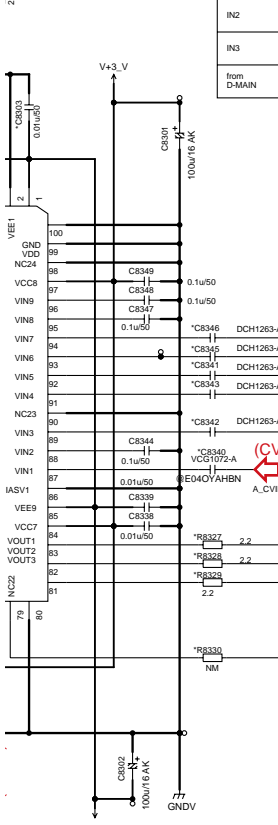 2
IN2
IN3
from
D-MAIN
V+3_V
*C8303
0.01u/50
C8301
+
100u/16 AK
2
1
VEE1
100
GND
99
VDD
NC24
98
VCC8
97
C8349
0.1u/50
VIN9
96
C8348
0.1u/50
VIN8
95
C8347
0.1u/50
VIN7
94
*C8346
DCH1263-A
VIN6
93
*C8345
DCH1263-A
VIN5
92
*C8341
DCH1263-A
VIN4
91
*C8343
DCH1263-A
NC23
90
VIN3
89
*C8342
DCH1263-A
VIN2
88
C8344
0.1u/50
VIN1
87
*C8340
VCG1072-A
@E04OYAHBN
(CV
A_CVI
IASV1
86
0.01u/50
VEE9
85
C8339
VCC7
84
C8338
0.01u/50
VOUT1
83
*R8327
2.2
VOUT2
82
*R8328
2.2
VOUT3
81
*R8329
2.2
NC22
79
80
*R8330
NM
C8302
+
100u/16 AK
GNDV